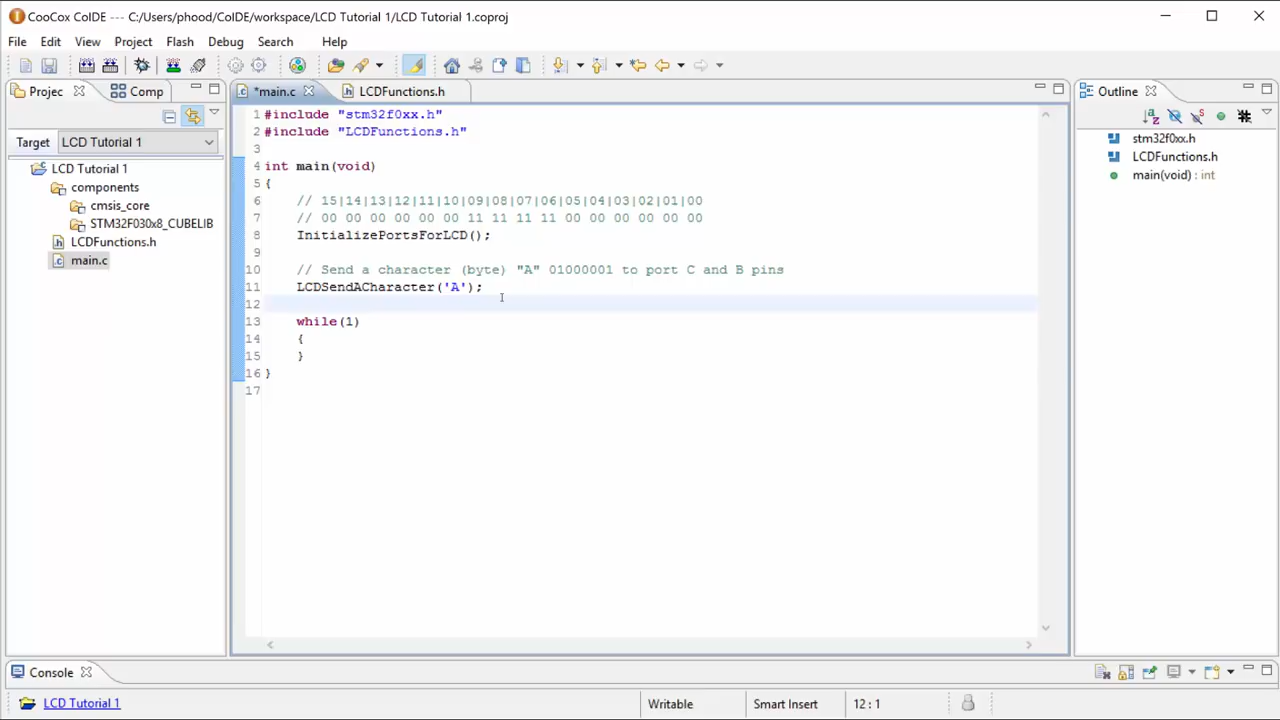 CooCox CoIDE --- C:/Users/phood/CoIDE/workspace/LCD Tutorial 1/LCD Tutorial 1.coproj
File Edit View Project Flash Debug Search Help
Projec
Comp
Target LCD Tutorial 1
LCD Tutorial 1
components
cmsis_core
STM32F030x8_CUBELIB
LCDFunctions.h
main.c
*main.c
LCDFunctions.h
1 #include "stm32f0xx.h"
2 #include "LCDFunctions.h"
3
4 int main(void)
5 {
6 // 15|14|13|12|11|10|09|08|07|06|05|04|03|02|01|00
7 // 00 00 00 00 00 00 11 11 11 11 00 00 00 00 00 00
8 InitializePortsForLCD();
9
10 // Send a character (byte) "A" 01000001 to port C and B pins
11 LCDSendACharacter('A');
12
13 while(1)
14 {
15 }
16 }
17
Outline
stm32f0xx.h
LCDFunctions.h
main(void) : int
Console
LCD Tutorial 1
Writable
Smart Insert
12 : 1